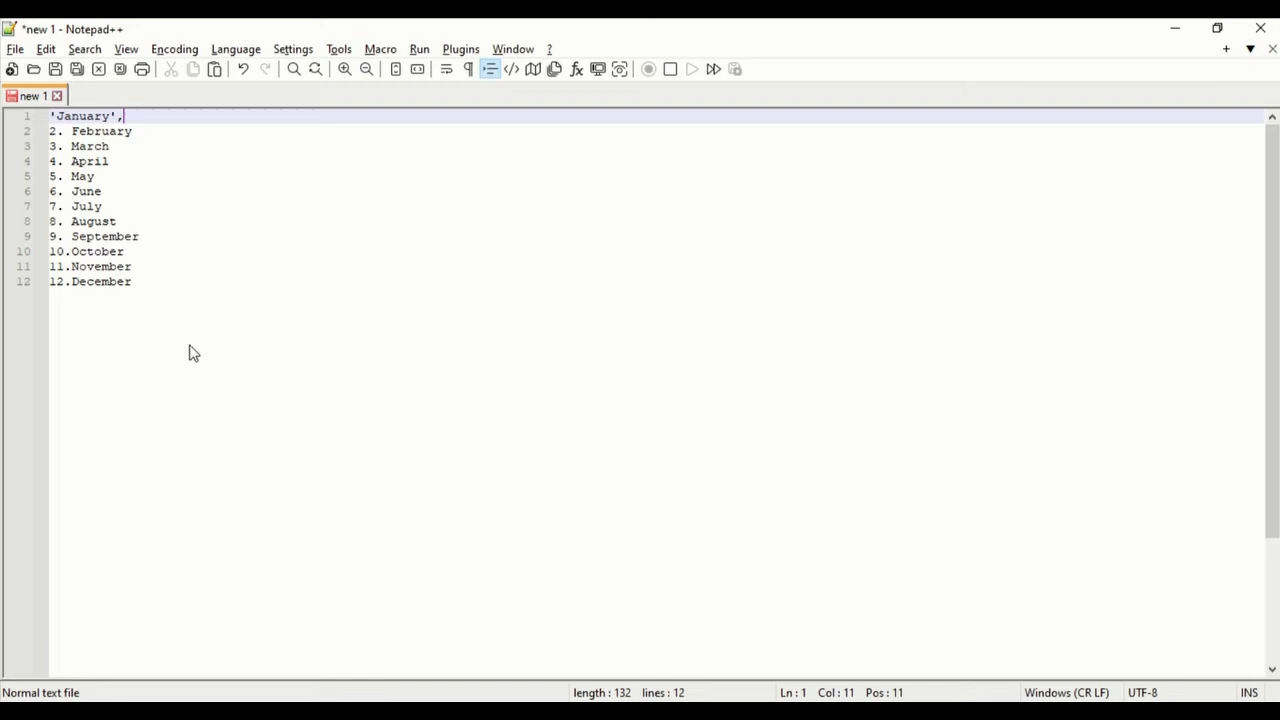 *new 1 - Notepad++
File Edit Search View Encoding Language Settings Tools Macro Run Plugins Window ?
new 1
1 'January',
2 2. February
3 3. March
4 4. April
5 5. May
6 6. June
7 7. July
8 8. August
9 9. September
10 10.October
11 11.November
12 12.December
Normal text file length : 132 lines : 12 Ln : 1 Col : 11 Pos : 11 Windows (CR LF) UTF-8 INS